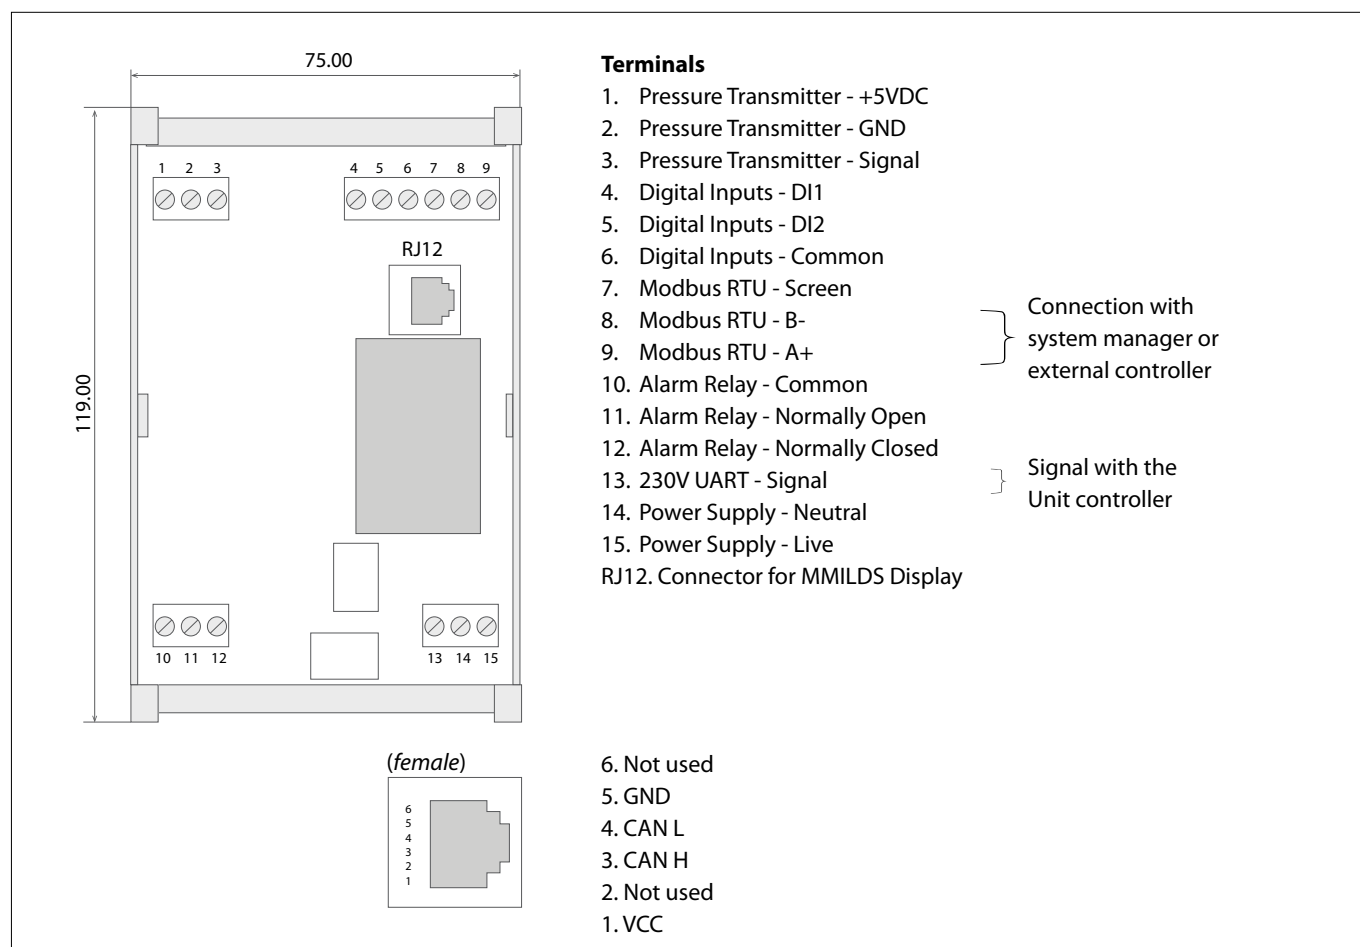 75.00
119.00
1 2 3
4 5 6 7 8 9
RJ12
10 11 12
13 14 15
Terminals
1. Pressure Transmitter - +5VDC
2. Pressure Transmitter - GND
3. Pressure Transmitter - Signal
4. Digital Inputs - DI1
5. Digital Inputs - DI2
6. Digital Inputs - Common
7. Modbus RTU - Screen
8. Modbus RTU - B-
9. Modbus RTU - A+
10. Alarm Relay - Common
11. Alarm Relay - Normally Open
12. Alarm Relay - Normally Closed
13. 230V UART - Signal
14. Power Supply - Neutral
15. Power Supply - Live
RJ12. Connector for MMILDS Display
Connection with
system manager or
external controller
Signal with the
Unit controller
(female)
6
5
4
3
2
1
6. Not used
5. GND
4. CAN L
3. CAN H
2. Not used
1. VCC